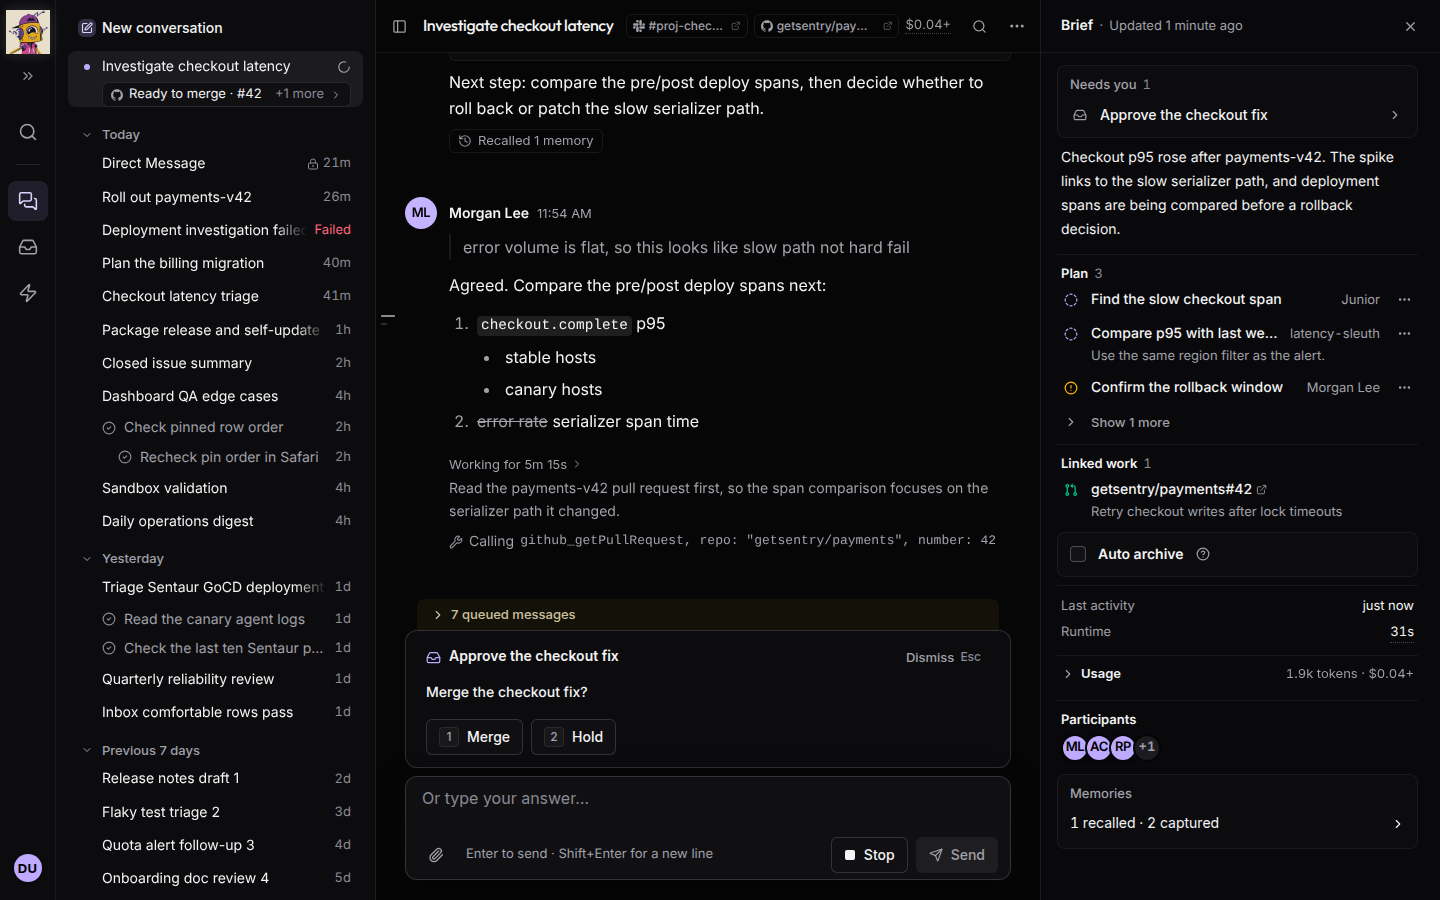 New conversation
Investigate checkout latency
Ready to merge · #42 +1 more
Today
Direct Message 21m
Roll out payments-v42 26m
Deployment investigation failed Failed
Plan the billing migration 40m
Checkout latency triage 41m
Package release and self-update 1h
Closed issue summary 2h
Dashboard QA edge cases 4h
Check pinned row order 2h
Recheck pin order in Safari 2h
Sandbox validation 4h
Daily operations digest 4h
Yesterday
Triage Sentaur GoCD deployment 1d
Read the canary agent logs 1d
Check the last ten Sentaur p... 1d
Quarterly reliability review 1d
Inbox comfortable rows pass 1d
Previous 7 days
Release notes draft 1 2d
Flaky test triage 2 3d
Quota alert follow-up 3 4d
Onboarding doc review 4 5d
DU
Investigate checkout latency #proj-chec... getsentry/pay... $0.04+
Next step: compare the pre/post deploy spans, then decide whether to
roll back or patch the slow serializer path.
Recalled 1 memory
ML Morgan Lee 11:54 AM
error volume is flat, so this looks like slow path not hard fail
Agreed. Compare the pre/post deploy spans next:
1. checkout.complete p95
• stable hosts
• canary hosts
2. error rate serializer span time
Working for 5m 15s
Read the payments-v42 pull request first, so the span comparison focuses on the
serializer path it changed.
Calling github_getPullRequest, repo: "getsentry/payments", number: 42
7 queued messages
Approve the checkout fix Dismiss Esc
Merge the checkout fix?
1 Merge 2 Hold
Or type your answer...
Enter to send · Shift+Enter for a new line Stop Send
Brief · Updated 1 minute ago
Needs you 1
Approve the checkout fix
Checkout p95 rose after payments-v42. The spike
links to the slow serializer path, and deployment
spans are being compared before a rollback
decision.
Plan 3
Find the slow checkout span Junior
Compare p95 with last we... latency-sleuth
Use the same region filter as the alert.
Confirm the rollback window Morgan Lee
Show 1 more
Linked work 1
getsentry/payments#42
Retry checkout writes after lock timeouts
Auto archive
Last activity just now
Runtime 31s
Usage 1.9k tokens · $0.04+
Participants
ML AC RP +1
Memories
1 recalled · 2 captured